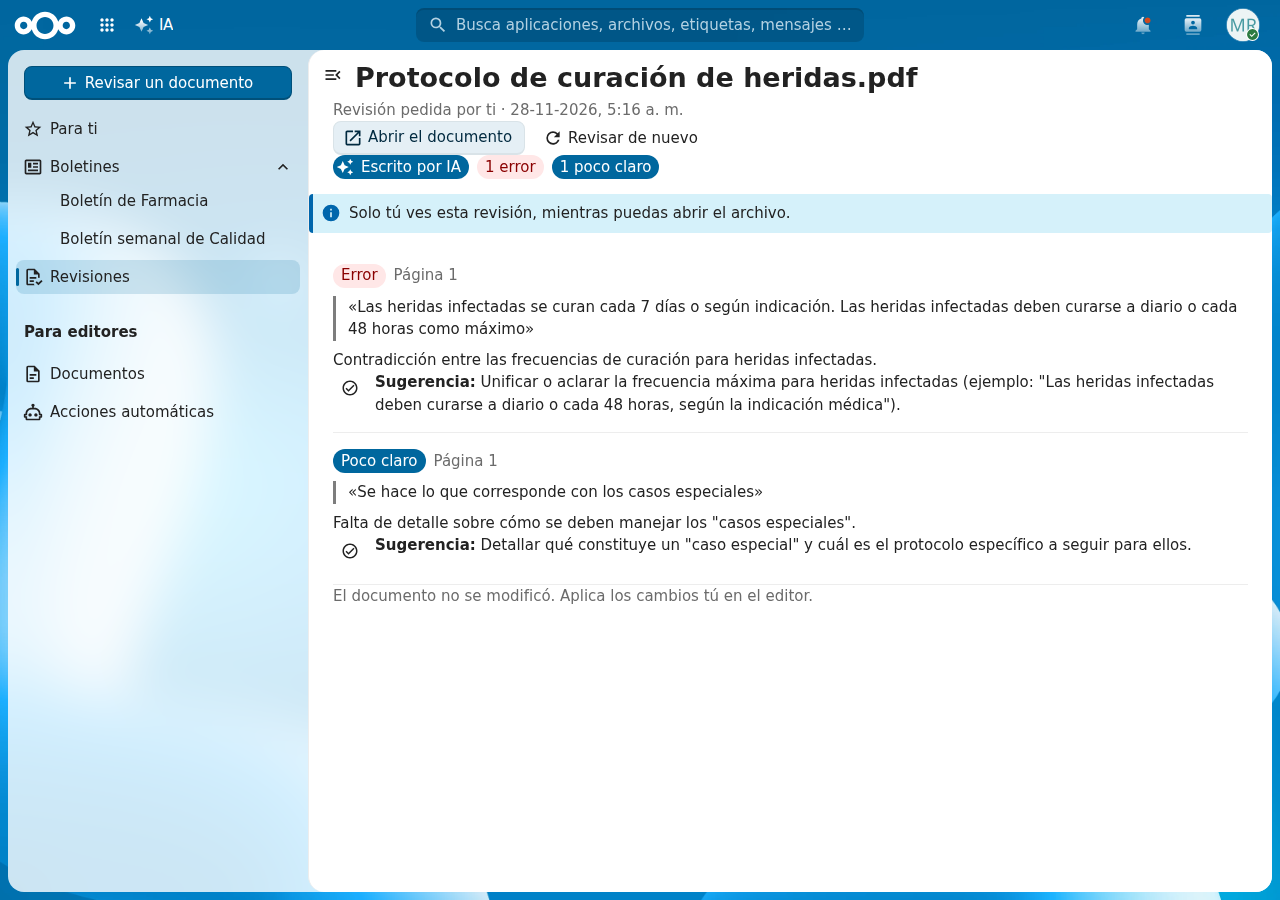 IA
Busca aplicaciones, archivos, etiquetas, mensajes ...
MR
Revisar un documento
Para ti
Boletines
Boletín de Farmacia
Boletín semanal de Calidad
Revisiones
Para editores
Documentos
Acciones automáticas
Protocolo de curación de heridas.pdf
Revisión pedida por ti · 28-11-2026, 5:16 a. m.
Abrir el documento
Revisar de nuevo
Escrito por IA
1 error
1 poco claro
Solo tú ves esta revisión, mientras puedas abrir el archivo.
Error Página 1
«Las heridas infectadas se curan cada 7 días o según indicación. Las heridas infectadas deben curarse a diario o cada
48 horas como máximo»
Contradicción entre las frecuencias de curación para heridas infectadas.
Sugerencia: Unificar o aclarar la frecuencia máxima para heridas infectadas (ejemplo: "Las heridas infectadas
deben curarse a diario o cada 48 horas, según la indicación médica").
Poco claro Página 1
«Se hace lo que corresponde con los casos especiales»
Falta de detalle sobre cómo se deben manejar los "casos especiales".
Sugerencia: Detallar qué constituye un "caso especial" y cuál es el protocolo específico a seguir para ellos.
El documento no se modificó. Aplica los cambios tú en el editor.